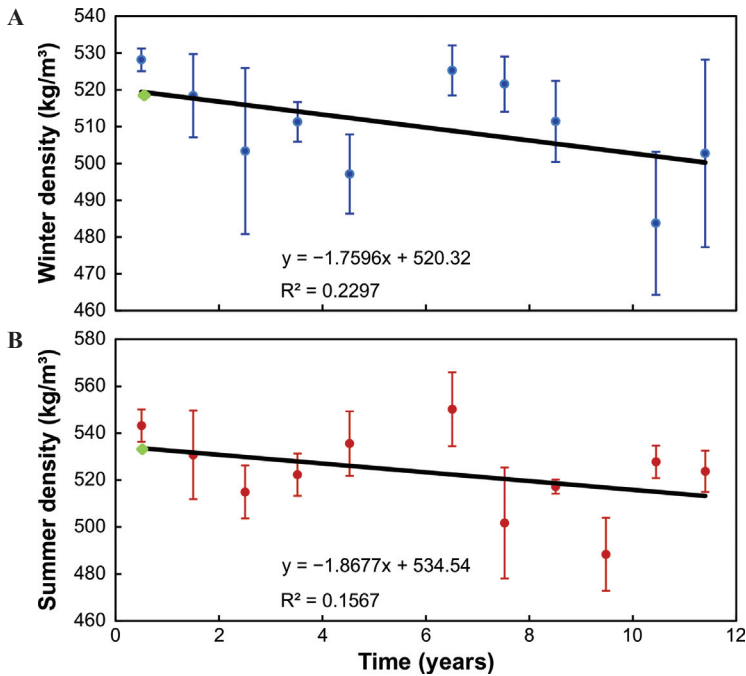 A
Winter density (kg/m³)
540
530
520
510
500
490
480
470
460
y = −1.7596x + 520.32
R² = 0.2297
B
Summer density (kg/m³)
580
560
540
520
500
480
460
y = −1.8677x + 534.54
R² = 0.1567
0 2 4 6 8 10 12
Time (years)